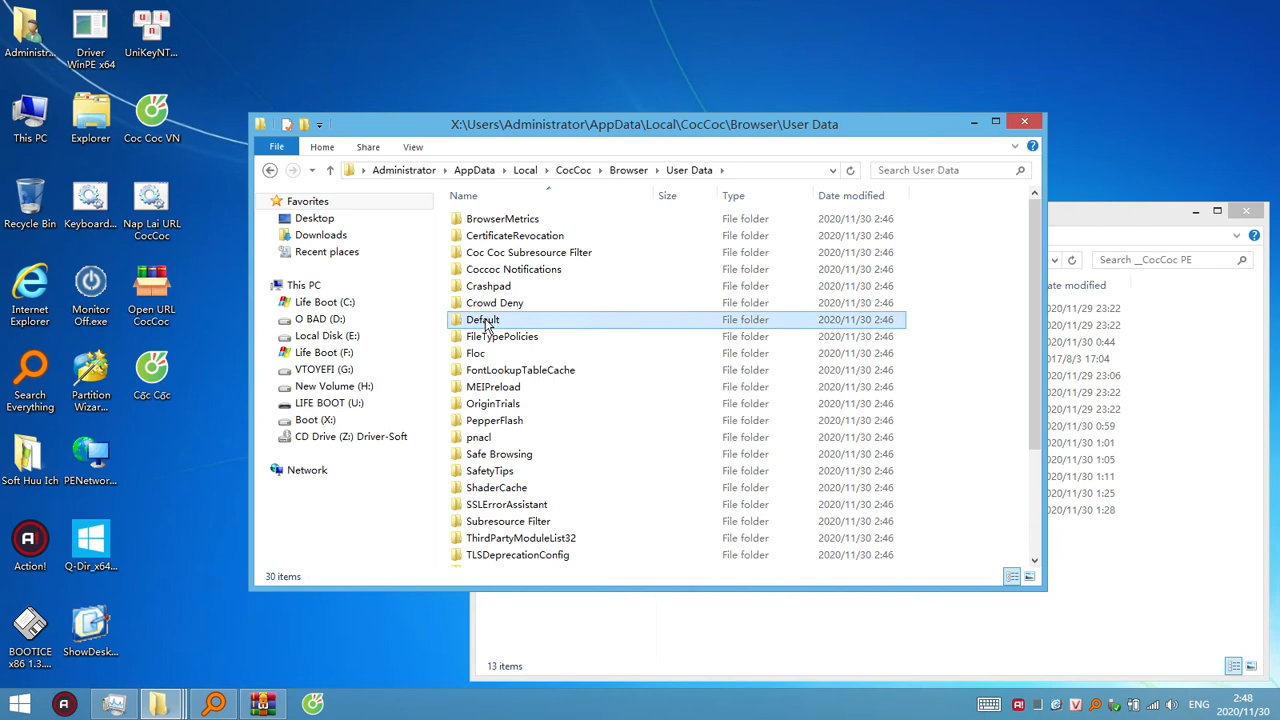 Administr...
Driver
WinPE x64
UniKeyNT...
This PC
Explorer
Coc Coc VN
Recycle Bin
Keyboard...
Nap Lai URL
CocCoc
Internet
Explorer
Monitor
Off.exe
Open URL
CocCoc
Search
Everything
Partition
Wizar...
Cốc Cốc
Soft Huu Ich
PENetwor...
Action!
Q-Dir_x64...
BOOTICE
x86 1.3....
ShowDesk...
X:\Users\Administrator\AppData\Local\CocCoc\Browser\User Data
File
Home
Share
View
Administrator
AppData
Local
CocCoc
Browser
User Data
Search User Data
Favorites
Desktop
Downloads
Recent places
This PC
Life Boot (C:)
O BAD (D:)
Local Disk (E:)
Life Boot (F:)
VTOYEFI (G:)
New Volume (H:)
LIFE BOOT (U:)
Boot (X:)
CD Drive (Z:) Driver-Soft
Network
Name Size Type Date modified
BrowserMetrics File folder 2020/11/30 2:46
CertificateRevocation File folder 2020/11/30 2:46
Coc Coc Subresource Filter File folder 2020/11/30 2:46
Coccoc Notifications File folder 2020/11/30 2:46
Crashpad File folder 2020/11/30 2:46
Crowd Deny File folder 2020/11/30 2:46
Default File folder 2020/11/30 2:46
FileTypePolicies File folder 2020/11/30 2:46
Floc File folder 2020/11/30 2:46
FontLookupTableCache File folder 2020/11/30 2:46
MEIPreload File folder 2020/11/30 2:46
OriginTrials File folder 2020/11/30 2:46
PepperFlash File folder 2020/11/30 2:46
pnacl File folder 2020/11/30 2:46
Safe Browsing File folder 2020/11/30 2:46
SafetyTips File folder 2020/11/30 2:46
ShaderCache File folder 2020/11/30 2:46
SSLErrorAssistant File folder 2020/11/30 2:46
Subresource Filter File folder 2020/11/30 2:46
ThirdPartyModuleList32 File folder 2020/11/30 2:46
TLSDeprecationConfig File folder 2020/11/30 2:46
30 items
Search __CocCoc PE
ate modified
020/11/29 23:22
020/11/29 23:22
020/11/30 0:44
017/8/3 17:04
020/11/29 23:06
020/11/29 23:22
020/11/29 23:22
020/11/30 0:59
020/11/30 1:01
020/11/30 1:05
020/11/30 1:11
020/11/30 1:25
020/11/30 1:28
13 items
ENG
2:48
2020/11/30